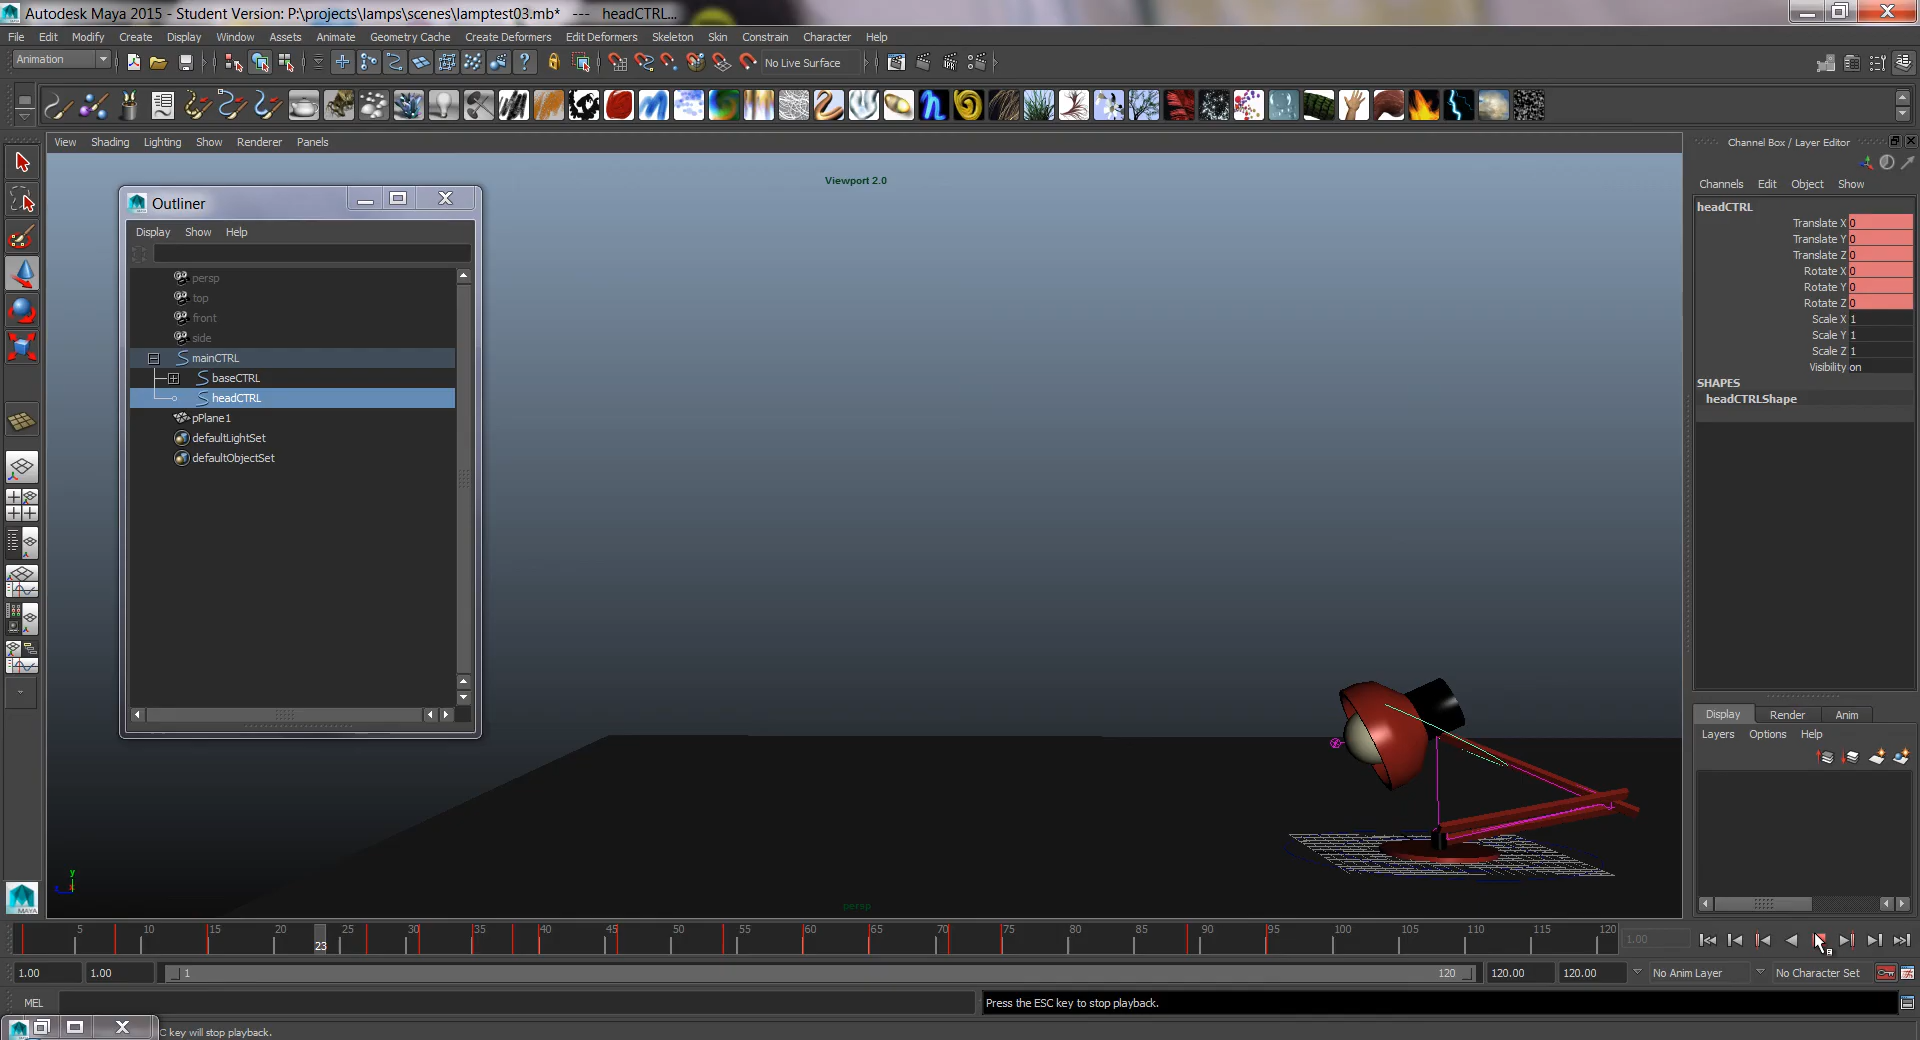 Autodesk Maya 2015 - Student Version: P:\projects\lamps\scenes\lamptest03.mb* --- headCTRL...
File Edit Modify Create Display Window Assets Animate Geometry Cache Create Deformers Edit Deformers Skeleton Skin Constrain Character Help
Animation No Live Surface
View Shading Lighting Show Renderer Panels
Channel Box / Layer Editor
Viewport 2.0
Channels Edit Object Show
Outliner
Display Show Help
persp
top
front
side
mainCTRL
baseCTRL
headCTRL
pPlane1
defaultLightSet
defaultObjectSet
headCTRL
Translate X 0
Translate Y 0
Translate Z 0
Rotate X 0
Rotate Y 0
Rotate Z 0
Scale X 1
Scale Y 1
Scale Z 1
Visibility on
SHAPES
headCTRLShape
Display Render Anim
Layers Options Help
y
persp
MAYA
5 10 15 20 25 30 35 40 45 50 55 60 65 70 75 80 85 90 95 100 105 110 115 120
23
1.00
1.00 1.00 1 120 120.00 120.00 No Anim Layer No Character Set
MEL Press the ESC key to stop playback.
C key will stop playback.